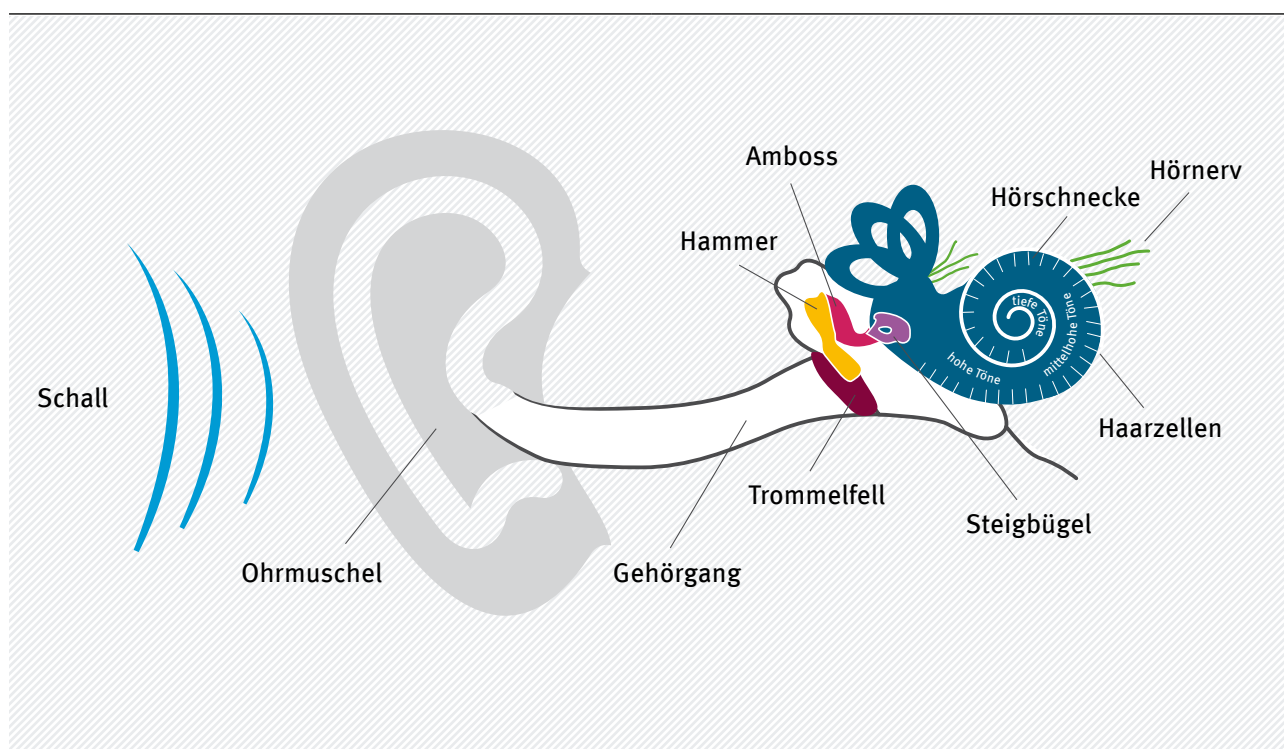 Amboss
Hörnerv
Hörschnecke
Hammer
tiefe Töne
mittelhohe Töne
hohe Töne
Schall
Haarzellen
Trommelfell
Steigbügel
Ohrmuschel
Gehörgang